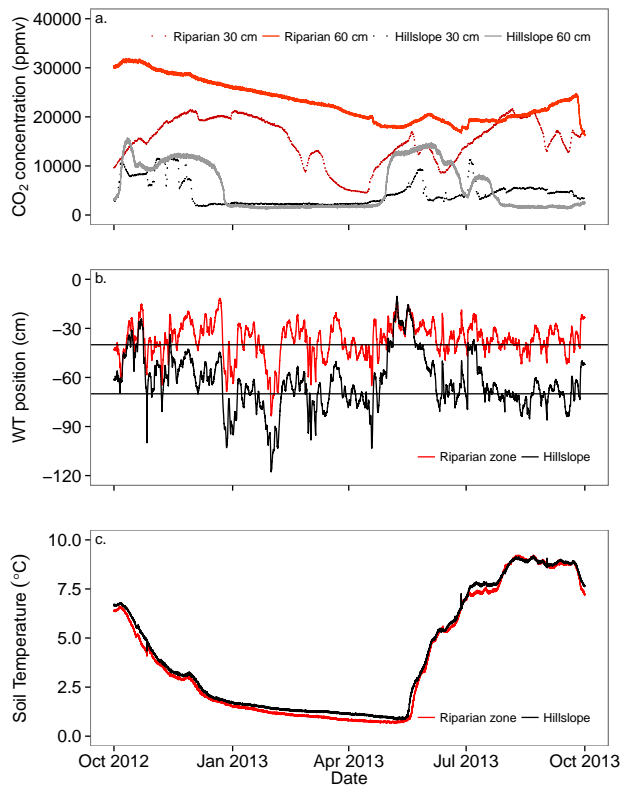 a.
Riparian 30 cm Riparian 60 cm Hillslope 30 cm Hillslope 60 cm
CO2 concentration (ppmv)
40000
30000
20000
10000
0
b.
WT position (cm)
0
−30
−60
−90
−120
Riparian zone Hillslope
c.
Soil Temperature (°C)
10.0
7.5
5.0
2.5
0.0
Riparian zone Hillslope
Oct 2012 Jan 2013 Apr 2013 Jul 2013 Oct 2013
Date